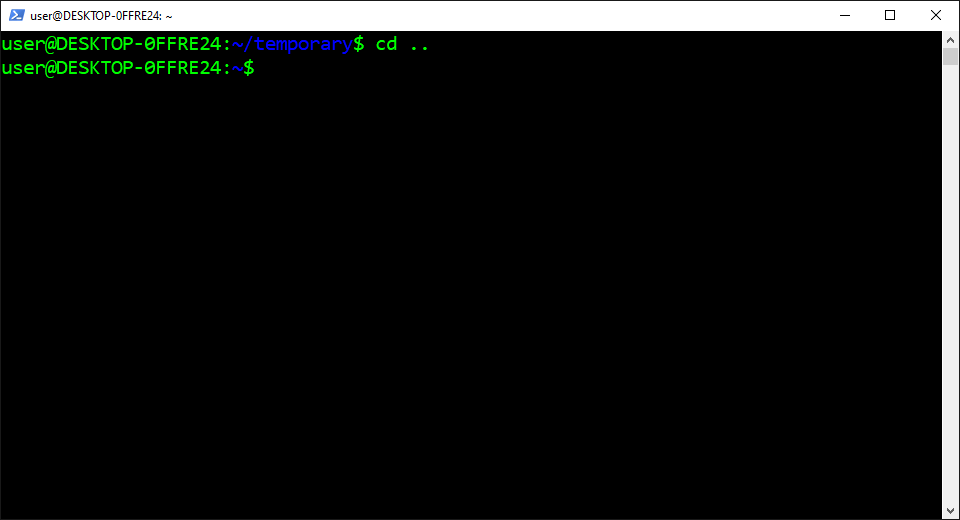 user@DESKTOP-0FFRE24: ~
user@DESKTOP-0FFRE24:~/temporary$ cd ..
user@DESKTOP-0FFRE24:~$